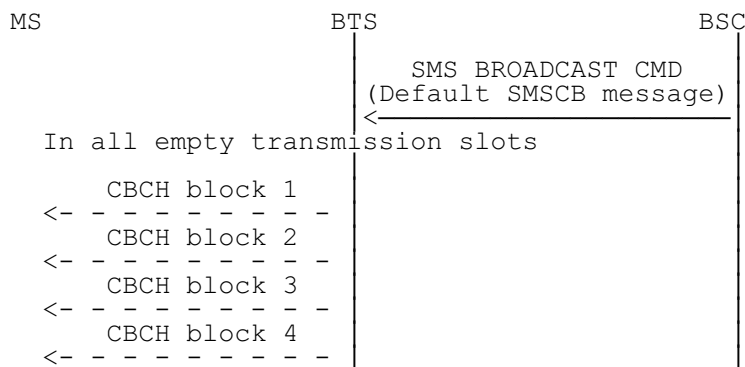 MS BTS BSC
SMS BROADCAST CMD
(Default SMSCB message)
In all empty transmission slots
CBCH block 1
CBCH block 2
CBCH block 3
CBCH block 4